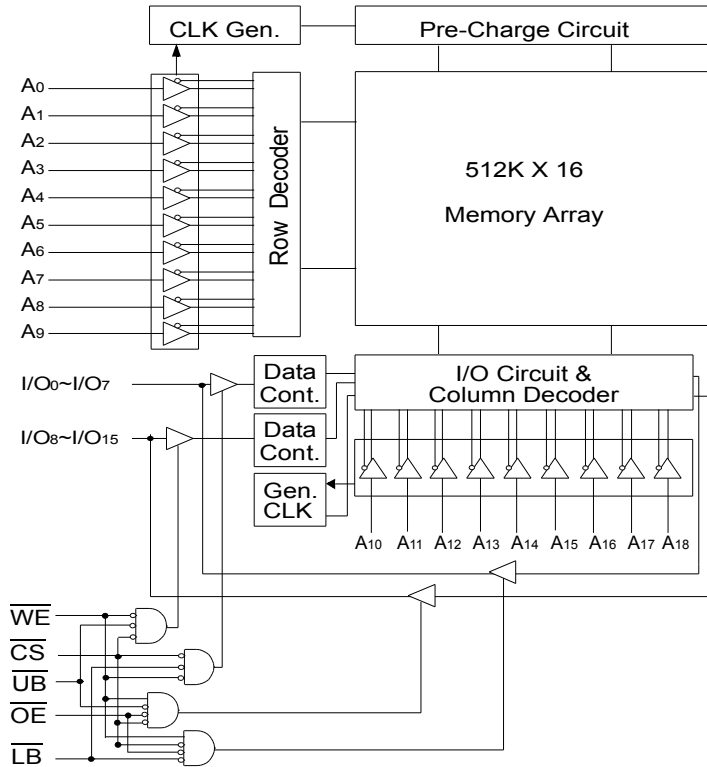 CLK Gen.
Pre-Charge Circuit
A0
A1
A2
A3
A4
A5
A6
A7
A8
A9
Row Decoder
512K X 16
Memory Array
I/O0~I/O7
Data
Cont.
I/O Circuit &
Column Decoder
I/O8~I/O15
Data
Cont.
Gen.
CLK
A10 A11 A12 A13 A14 A15 A16 A17 A18
WE
CS
UB
OE
LB